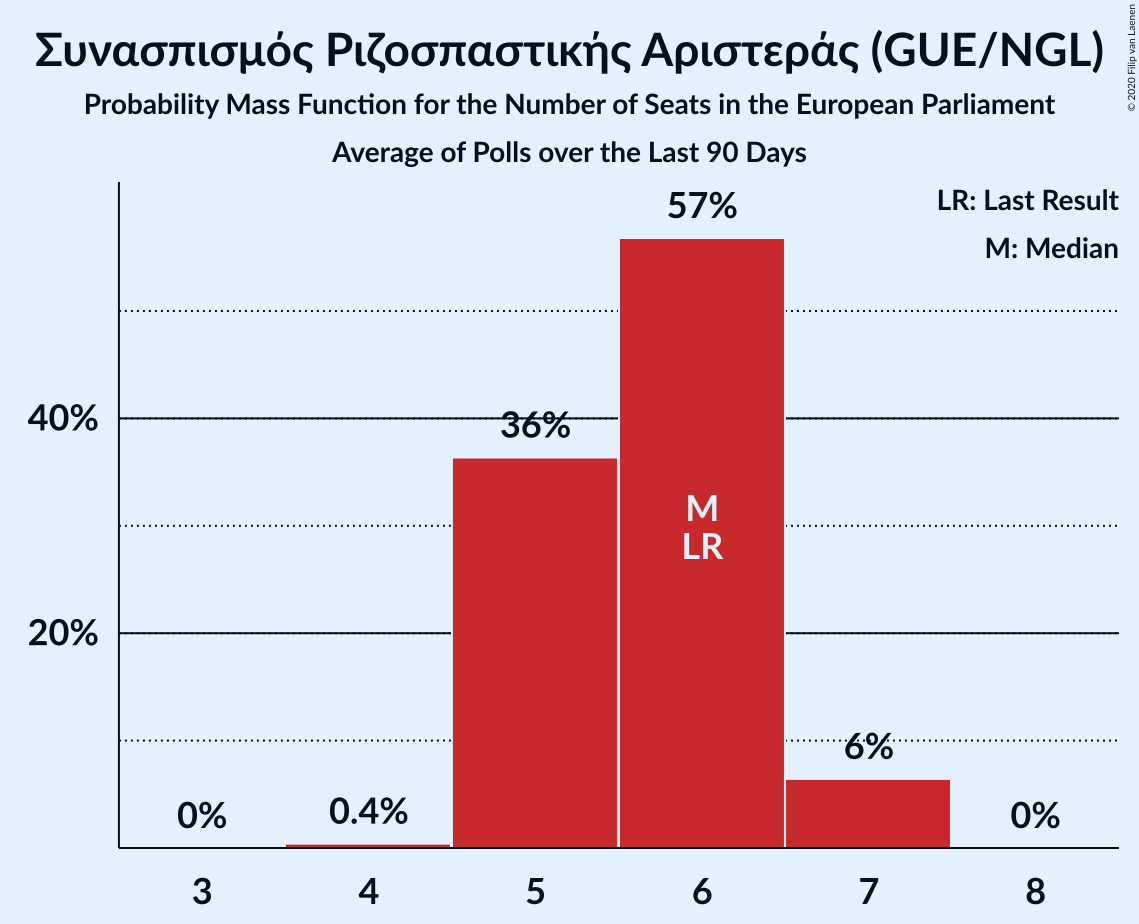 Συνασπισμός Ριζοσπαστικής Αριστεράς (GUE/NGL)
Probability Mass Function for the Number of Seats in the European Parliament
Average of Polls over the Last 90 Days
© 2020 Filip van Laenen
LR: Last Result
M: Median
57%
40%
36%
M
LR
20%
6%
0%
0.4%
0%
3 4 5 6 7 8